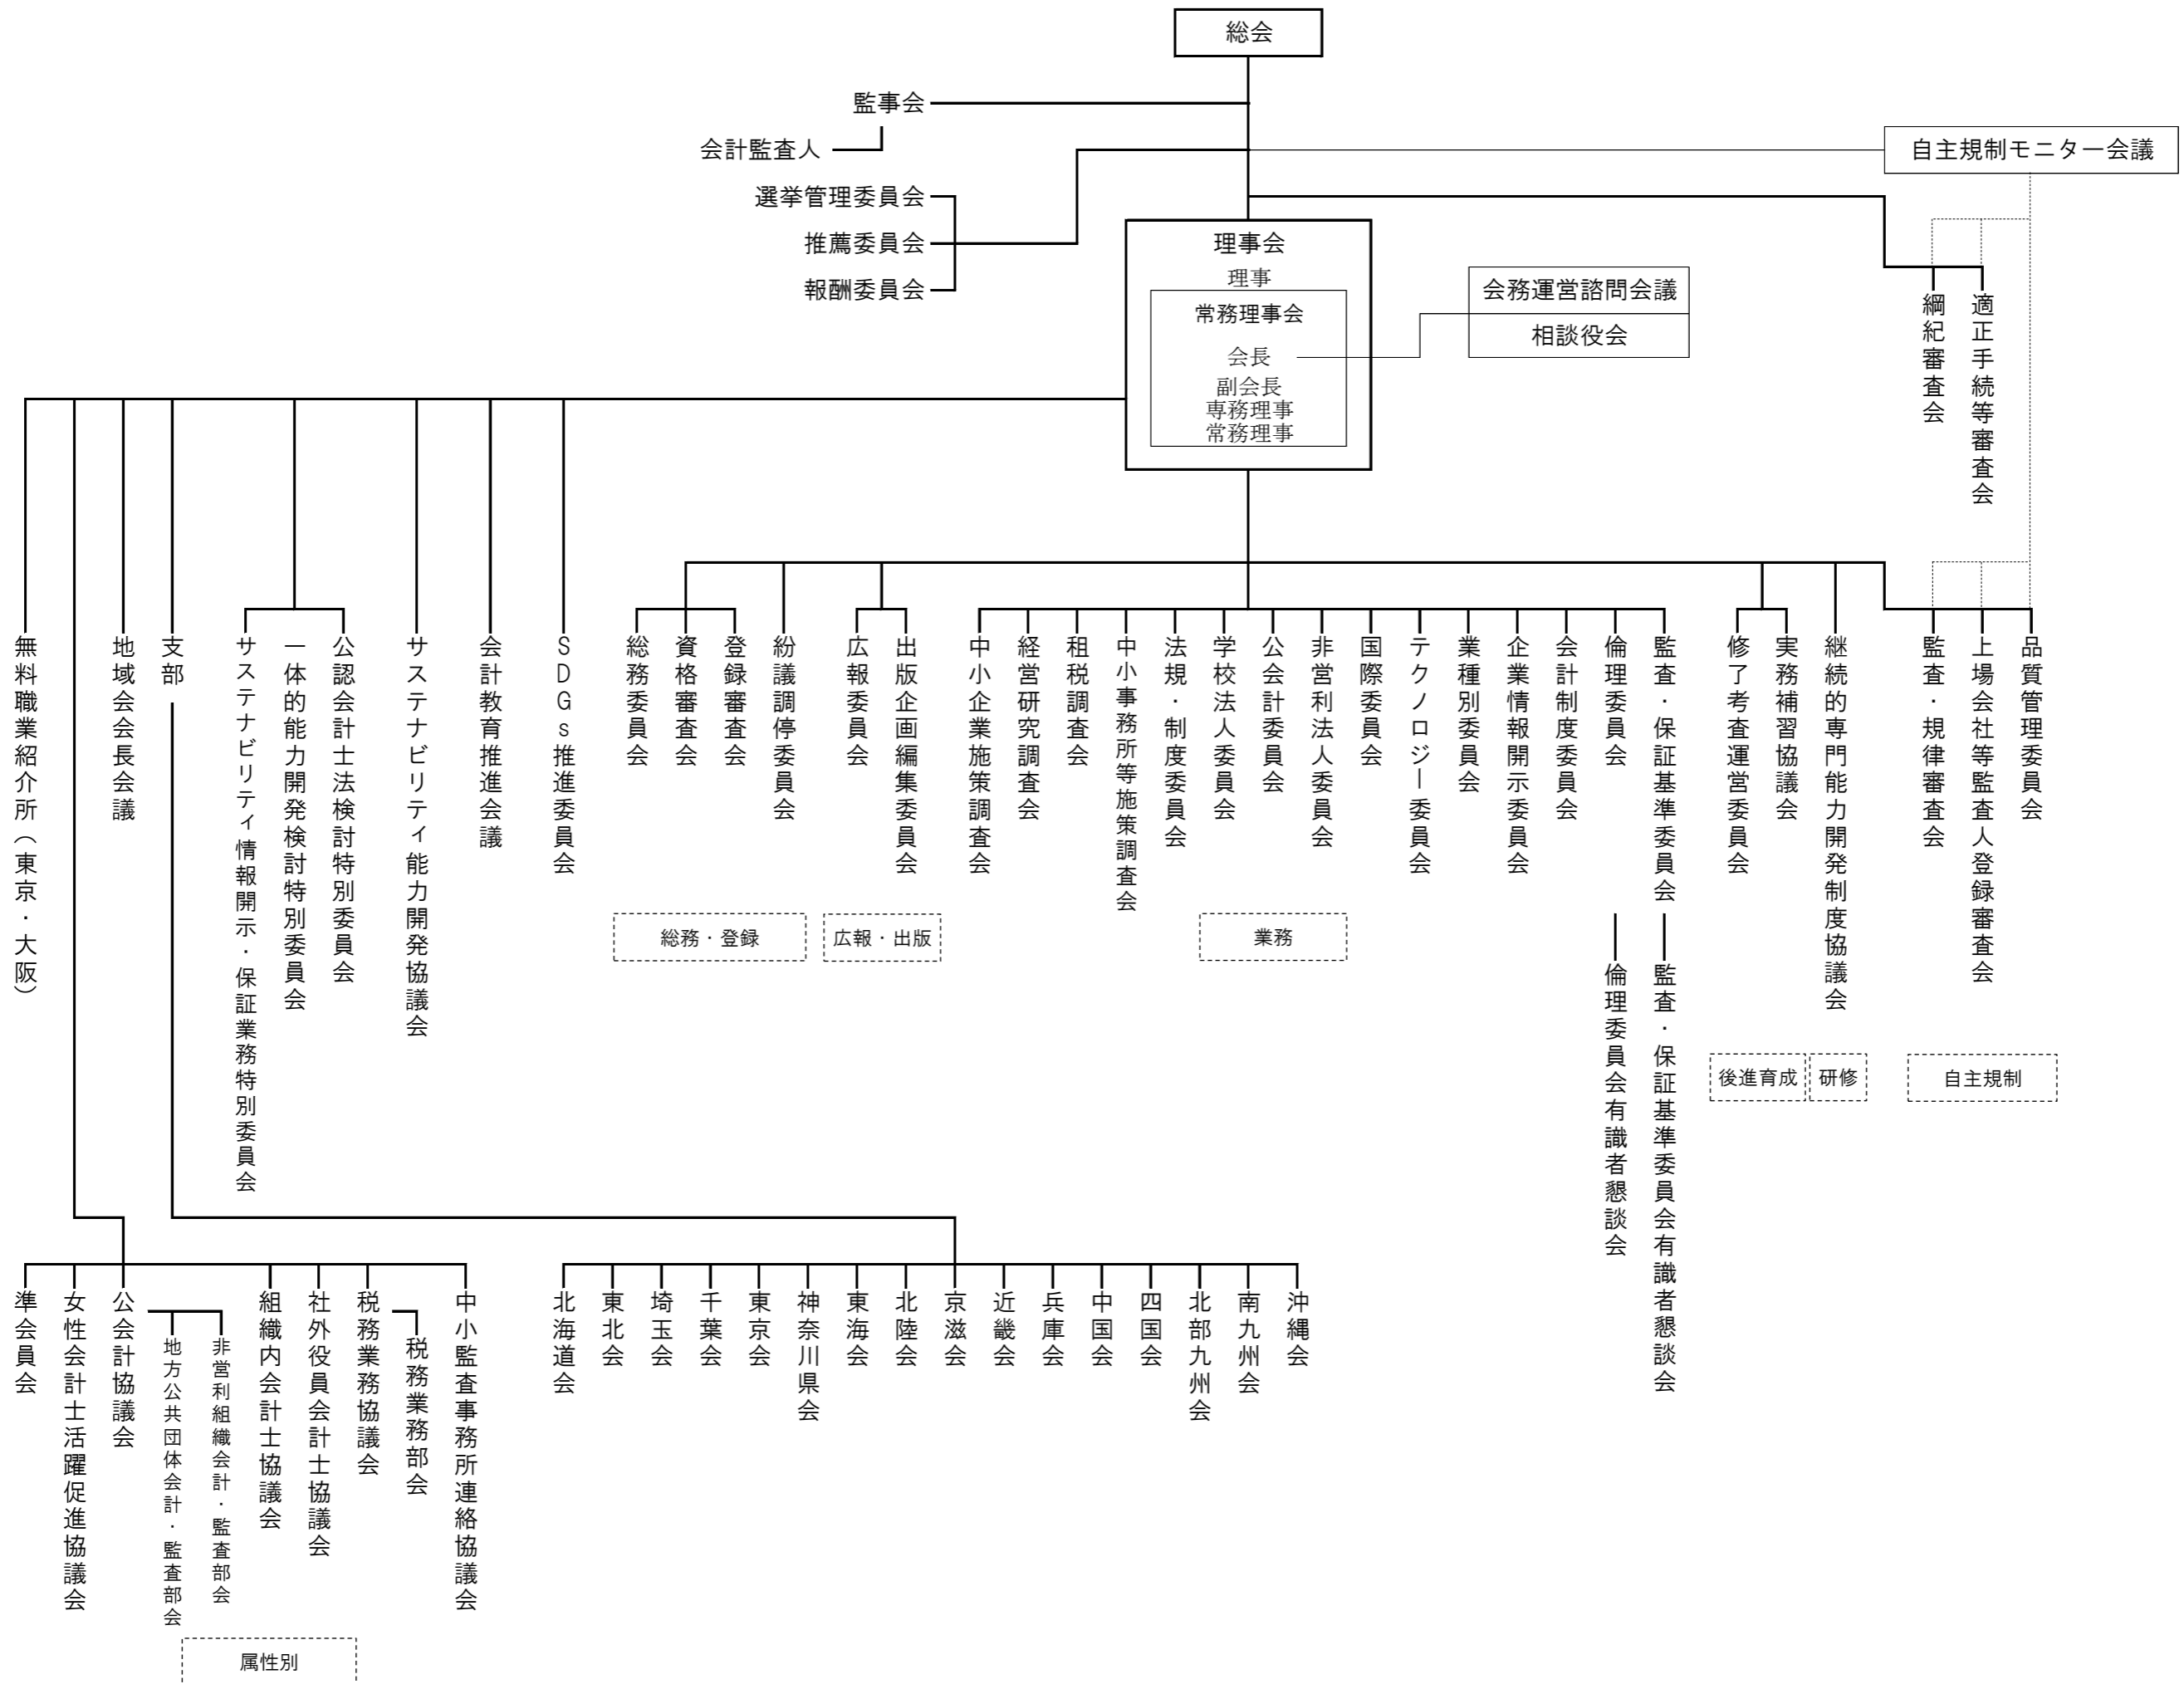 総会
監事会
会計監査人
自主規制モニター会議
選挙管理委員会
推薦委員会
報酬委員会
理事会
理事
常務理事会
会長
副会長
専務理事
常務理事
会務運営諮問会議
相談役会
綱紀審査会
適正手続等審査会
無料職業紹介所（東京・大阪）
地域会会長会議
支部
サステナビリティ情報開示・保証業務特別委員会
一体的能力開発検討特別委員会
公認会計士法検討特別委員会
サステナビリティ能力開発協議会
会計教育推進会議
SDGs推進委員会
総務委員会
資格審査会
登録審査会
紛議調停委員会
広報委員会
出版企画編集委員会
中小企業施策調査会
経営研究調査会
租税調査会
中小事務所等施策調査会
法規・制度委員会
学校法人委員会
公会計委員会
非営利法人委員会
国際委員会
テクノロジー委員会
業種別委員会
企業情報開示委員会
会計制度委員会
倫理委員会
監査・保証基準委員会
修了考査運営委員会
実務補習協議会
継続的専門能力開発制度協議会
監査・規律審査会
上場会社等監査人登録審査会
品質管理委員会
総務・登録
広報・出版
業務
倫理委員会有識者懇談会
監査・保証基準委員会有識者懇談会
後進育成
研修
自主規制
準会員会
女性会計士活躍促進協議会
公会計協議会
地方公共団体会計・監査部会
非営利組織会計・監査部会
組織内会計士協議会
社外役員会計士協議会
税務業務協議会
税務業務部会
中小監査事務所連絡協議会
北海道会
東北会
埼玉会
千葉会
東京会
神奈川県会
東海会
北陸会
京滋会
近畿会
兵庫会
中国会
四国会
北部九州会
南九州会
沖縄会
属性別